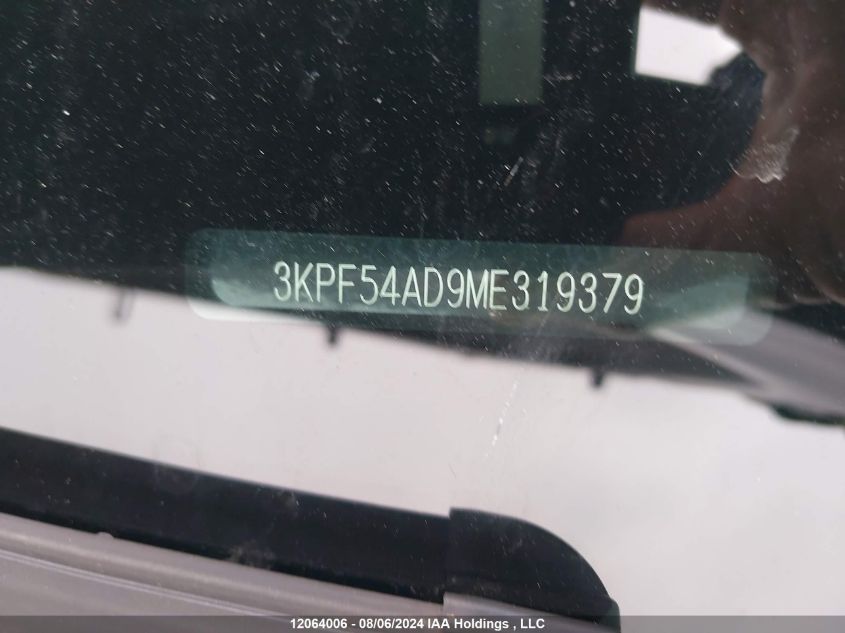 3KPF54AD9ME319379
12064006 - 08/06/2024 IAA Holdings , LLC